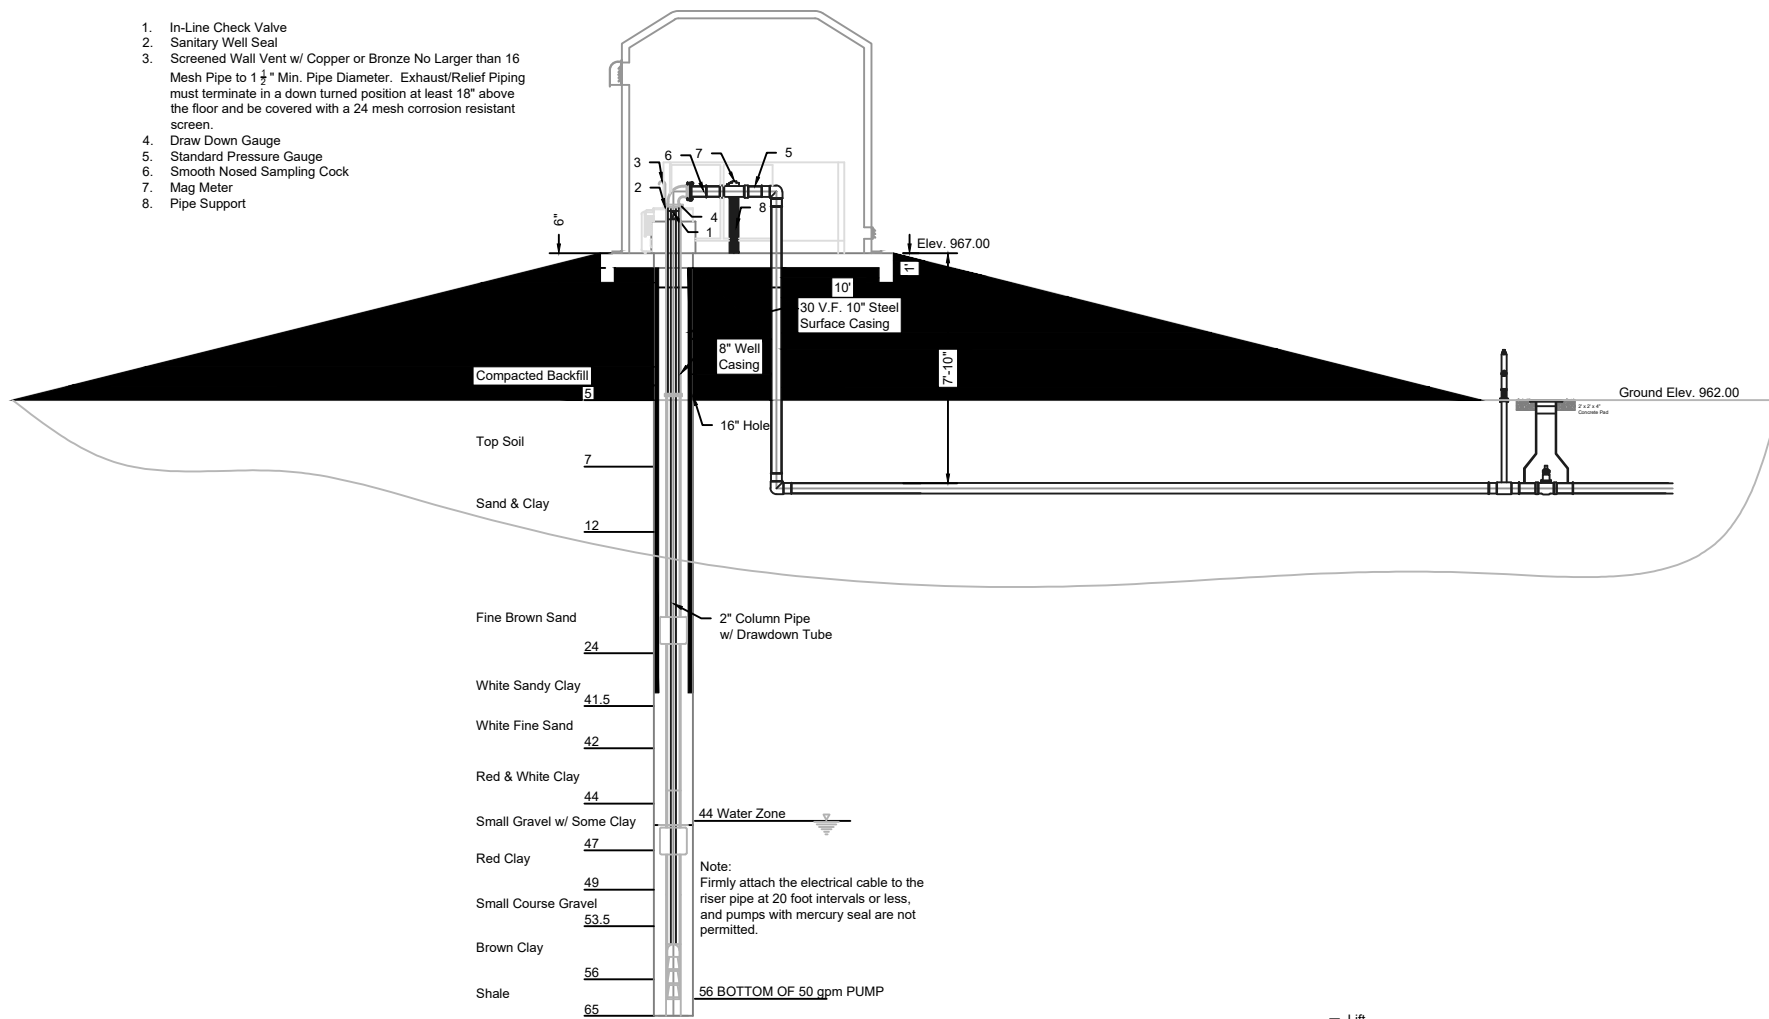 1. In-Line Check Valve
2. Sanitary Well Seal
3. Screened Wall Vent w/ Copper or Bronze No Larger than 16
Mesh Pipe to 1 1/2 " Min. Pipe Diameter. Exhaust/Relief Piping
must terminate in a down turned position at least 18" above
the floor and be covered with a 24 mesh corrosion resistant
screen.
4. Draw Down Gauge
5. Standard Pressure Gauge
6. Smooth Nosed Sampling Cock
7. Mag Meter
8. Pipe Support
3 6 7 5
2
4 8
1
6"
Elev. 967.00
1'
10'
30 V.F. 10" Steel
Surface Casing
8" Well
Casing
7'-10"
Compacted Backfill
5
Ground Elev. 962.00
2' x 2' x 4"
Concrete Pad
16" Hole
Top Soil
7
Sand & Clay
12
Fine Brown Sand
2" Column Pipe
w/ Drawdown Tube
24
White Sandy Clay
41.5
White Fine Sand
42
Red & White Clay
44
44 Water Zone
Small Gravel w/ Some Clay
47
Red Clay
Note:
Firmly attach the electrical cable to the
riser pipe at 20 foot intervals or less,
and pumps with mercury seal are not
permitted.
49
Small Course Gravel
53.5
Brown Clay
56
Shale
56 BOTTOM OF 50 gpm PUMP
65
Lift